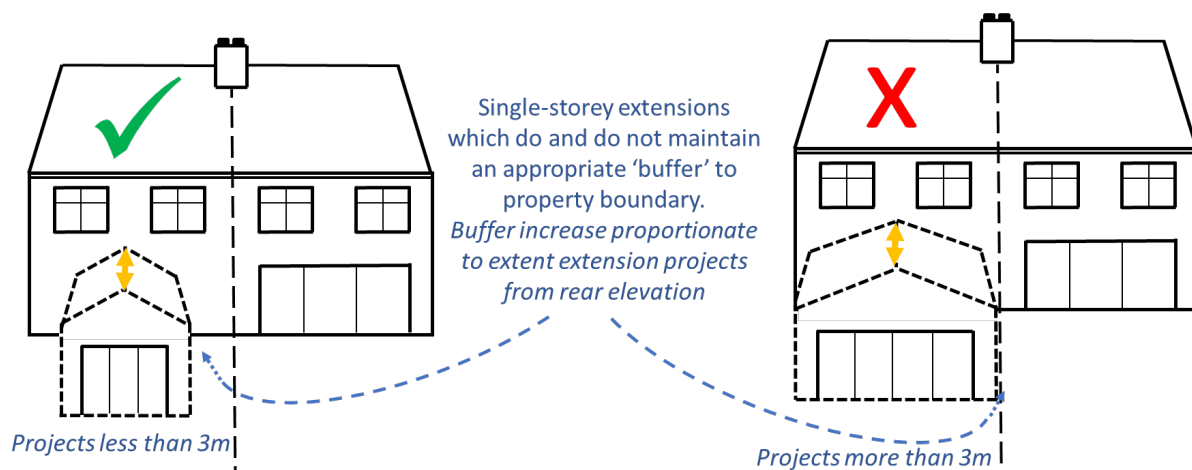 Single-storey extensions
which do and do not maintain
an appropriate ‘buffer’ to
property boundary.
Buffer increase proportionate
to extent extension projects
from rear elevation
Projects less than 3m
Projects more than 3m